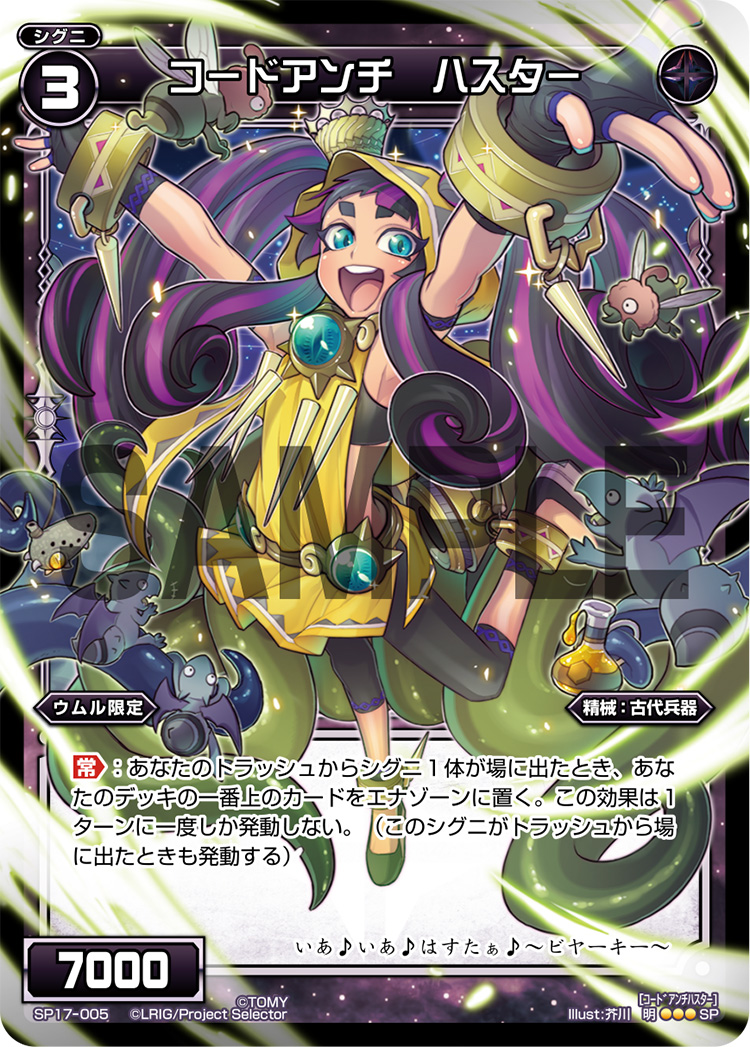 シグニ
3
コードアンチ ハスター
SAMPLE
ウムル限定
精械:古代兵器
常:あなたのトラッシュからシグニ1体が場に出たとき、あな
たのデッキの一番上のカードをエナゾーンに置く。この効果は1
ターンに一度しか発動しない。(このシグニがトラッシュから場
に出たときも発動する)
いあ♪いあ♪はすたぁ♪~ビヤーキー~
7000
©TOMY
[コードアンチハスター]
SP17-005 ©LRIG/Project Selector Illust:芥川 明 ●●● SP